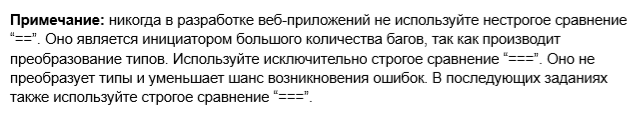 Примечание: никогда в разработке веб-приложений не используйте нестрогое сравнение
“==”. Оно является инициатором большого количества багов, так как производит
преобразование типов. Используйте исключительно строгое сравнение “===”. Оно не
преобразует типы и уменьшает шанс возникновения ошибок. В последующих заданиях
также используйте строгое сравнение “===”.